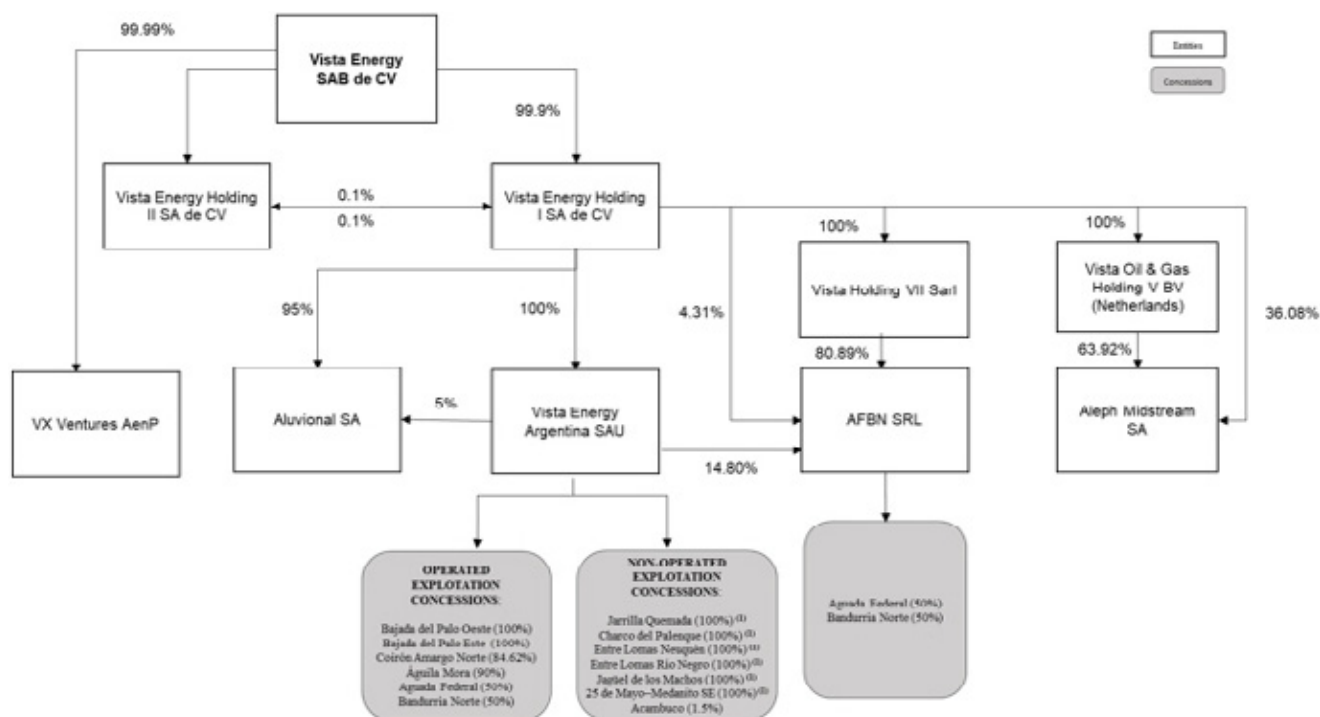 99.99%
Vista Energy
SAB de CV
Entities
Concessions
99.9%
Vista Energy Holding
II SA de CV
0.1%
0.1%
Vista Energy Holding
I SA de CV
100%
100%
Vista Holding VII Sarl
Vista Oil & Gas
Holding V BV
(Netherlands)
95%
100%
4.31%
36.08%
80.89%
63.92%
VX Ventures AenP
Aluvional SA
5%
Vista Energy
Argentina SAU
AFBN SRL
Aleph Midstream
SA
14.80%
OPERATED
EXPLOTATION
CONCESSIONS:
Bajada del Palo Oeste (100%)
Bajada del Palo Este (100%)
Coirón Amargo Norte (84.62%)
Águila Mora (90%)
Aguada Federal (50%)
Bandurria Norte (50%)
NON-OPERATED
EXPLOTATION
CONCESSIONS:
Jarrilla Quemada (100%)
Charco del Palenque (100%)
Entre Lomas Neuquén (100%)
Entre Lomas Río Negro (100%)
Jagüel de los Machos (100%)
25 de Mayo–Medanito SE (100%)
Acambuco (1.5%)
Aguada Federal (50%)
Bandurria Norte (50%)